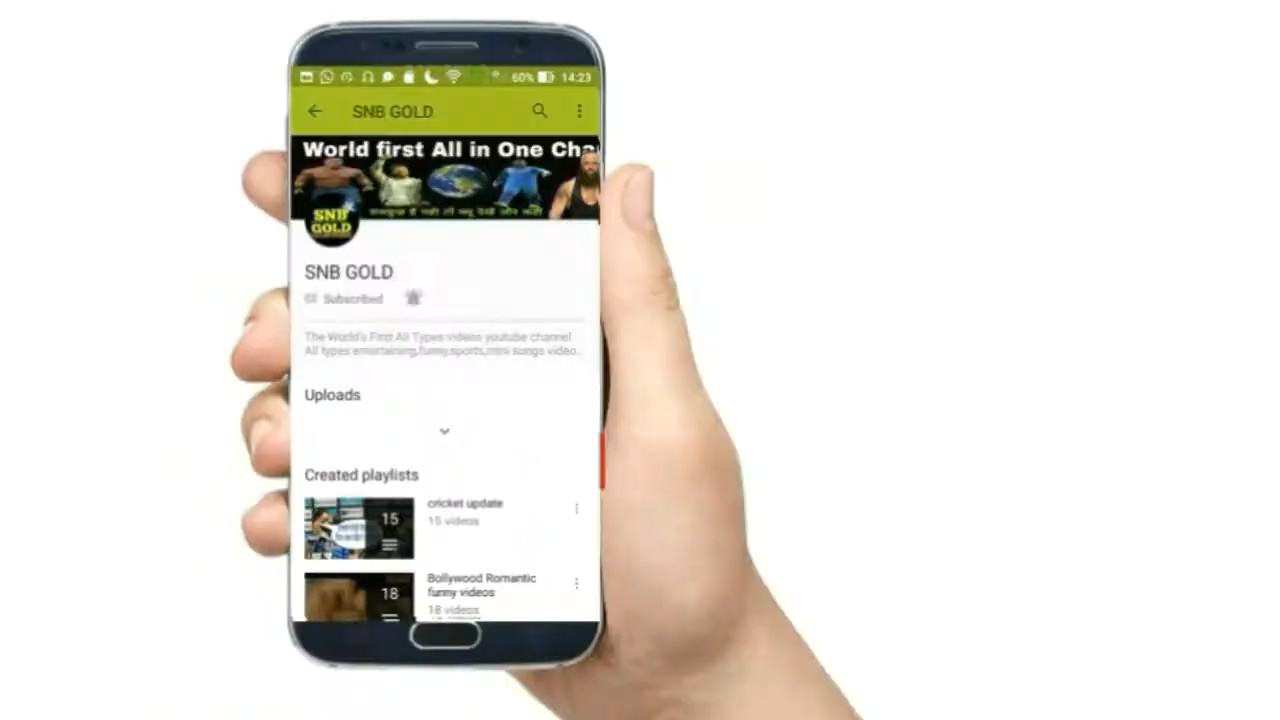 60% 14:23
SNB GOLD
World first All in One Cha
SNB
GOLD
SNB GOLD
Subscribed
The World's First All Types videos youtube channel
All types entertaining,funny,sports,mini songs video..
Uploads
Created playlists
15
cricket update
15 videos
18
Bollywood Romantic
funny videos
18 videos